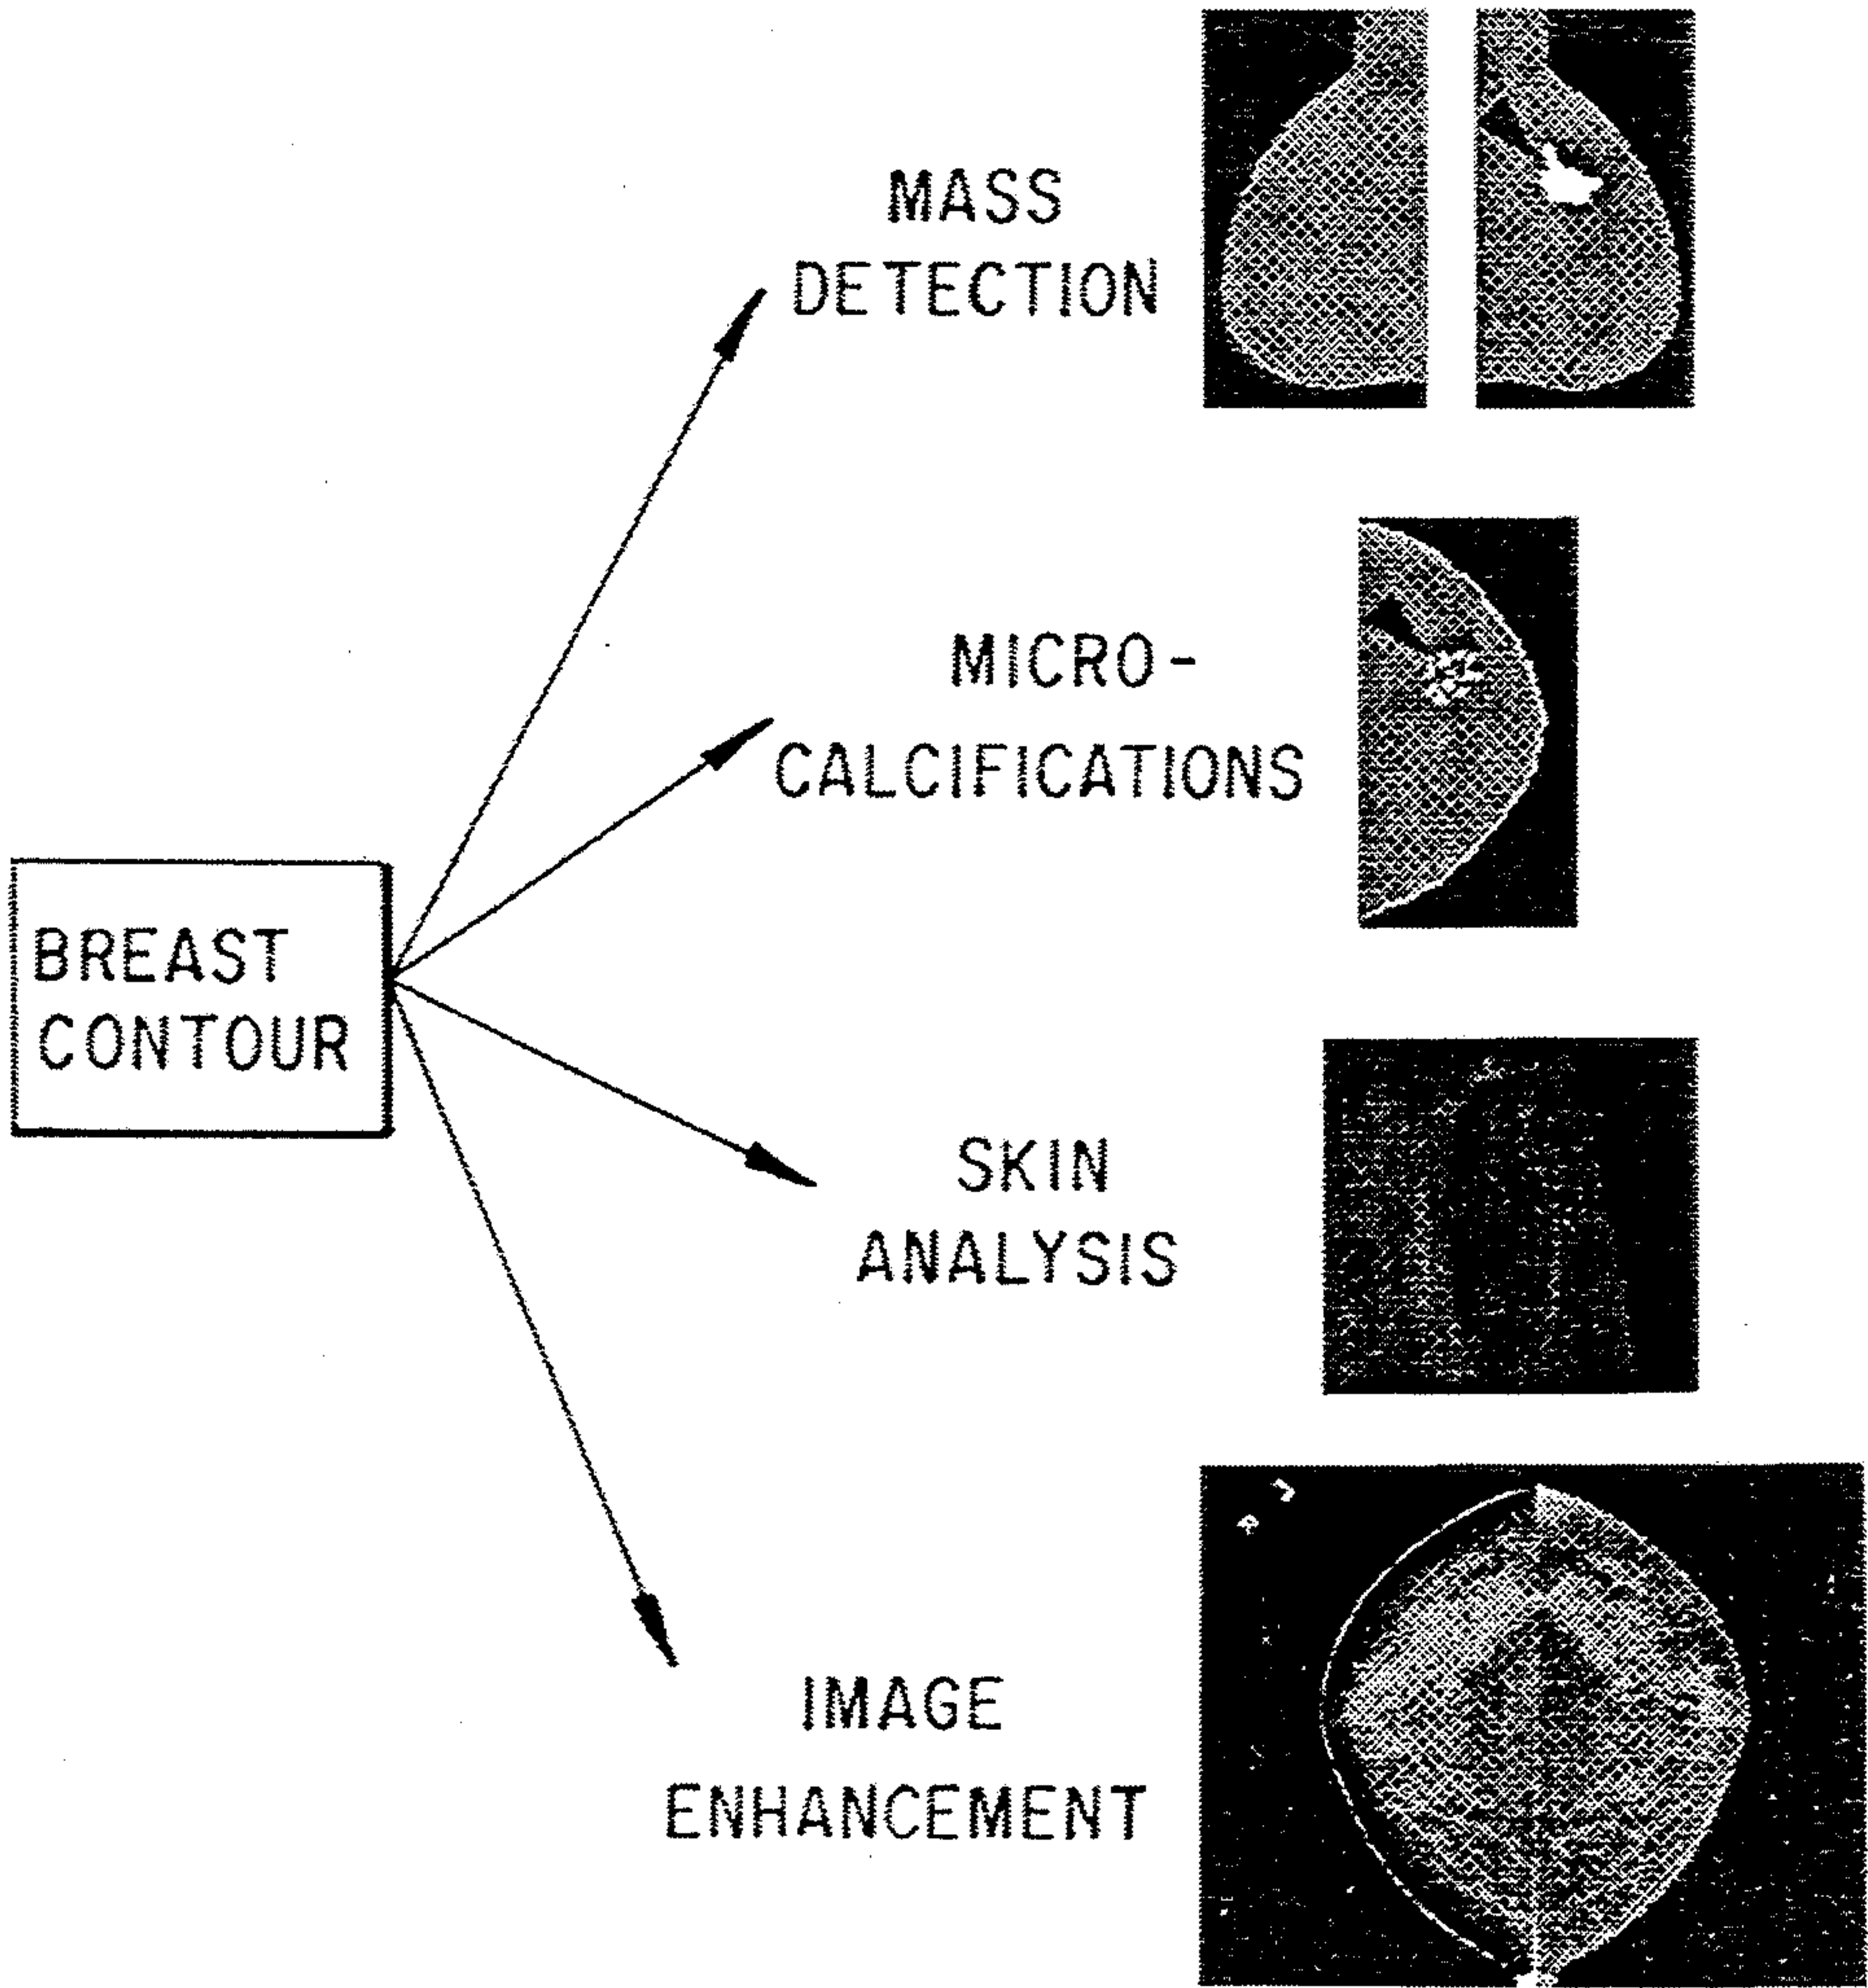 MASS
DETECTION
MICRO-
CALCIFICATIONS
BREAST
CONTOUR
SKIN
ANALYSIS
IMAGE
ENHANCEMENT